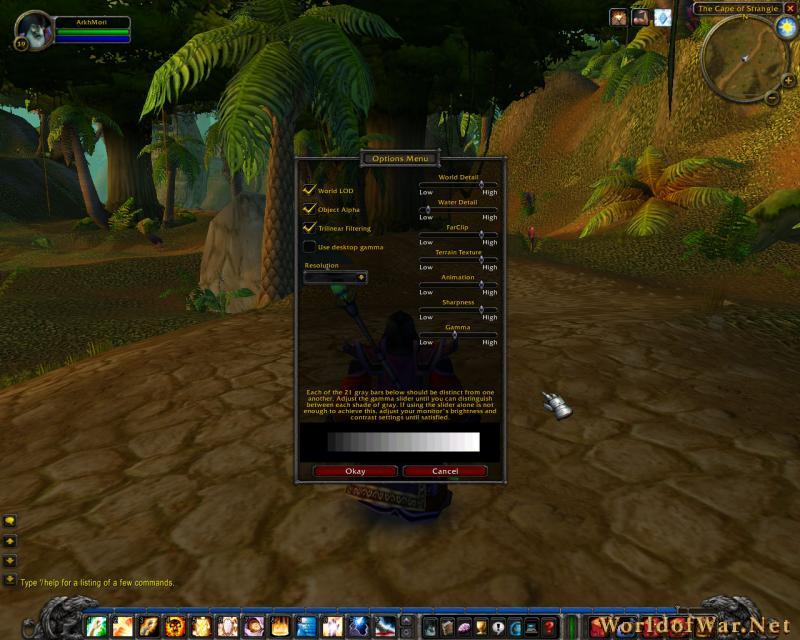 ArkhMori
19
The Cape of Strangle
N
Options Menu
World LOD
Object Alpha
Trilinear Filtering
Use desktop gamma
Resolution
World Detail
Low High
Water Detail
Low High
FarClip
Low High
Terrain Texture
Low High
Animation
Low High
Sharpness
Low High
Gamma
Low High
Each of the 21 gray bars below should be distinct from one
another. Adjust the gamma slider until you can distinguish
between each shade of gray. If using the slider alone is not
enough to achieve this, adjust your monitor's brightness and
contrast settings until satisfied.
Okay Cancel
Type '/help for a listing of a few commands.
WorldofWar.Net